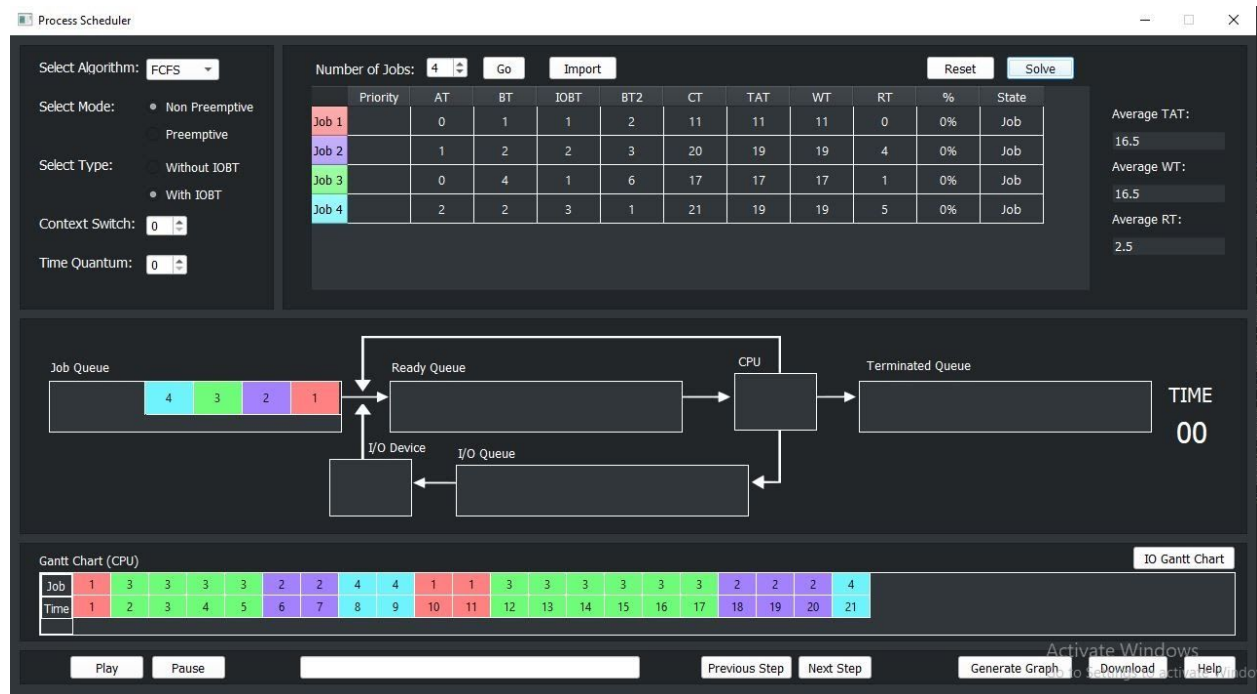 Process Scheduler
Select Algorithm: FCFS
Select Mode: Non Preemptive
Preemptive
Select Type: Without IOBT
With IOBT
Context Switch: 0
Time Quantum: 0
Number of Jobs: 4 Go Import Reset Solve
Priority AT BT IOBT BT2 CT TAT WT RT % State
Job 1 0 1 1 2 11 11 11 0 0% Job
Job 2 1 2 2 3 20 19 19 4 0% Job
Job 3 0 4 1 6 17 17 17 1 0% Job
Job 4 2 2 3 1 21 19 19 5 0% Job
Average TAT:
16.5
Average WT:
16.5
Average RT:
2.5
Job Queue
4 3 2 1
Ready Queue
CPU
Terminated Queue
TIME
00
I/O Device
I/O Queue
Gantt Chart (CPU) IO Gantt Chart
Job 1 3 3 3 3 2 2 4 4 1 1 3 3 3 3 3 3 2 2 2 4
Time 1 2 3 4 5 6 7 8 9 10 11 12 13 14 15 16 17 18 19 20 21
Activate Windows
Play Pause Previous Step Next Step Generate Graph Download Help